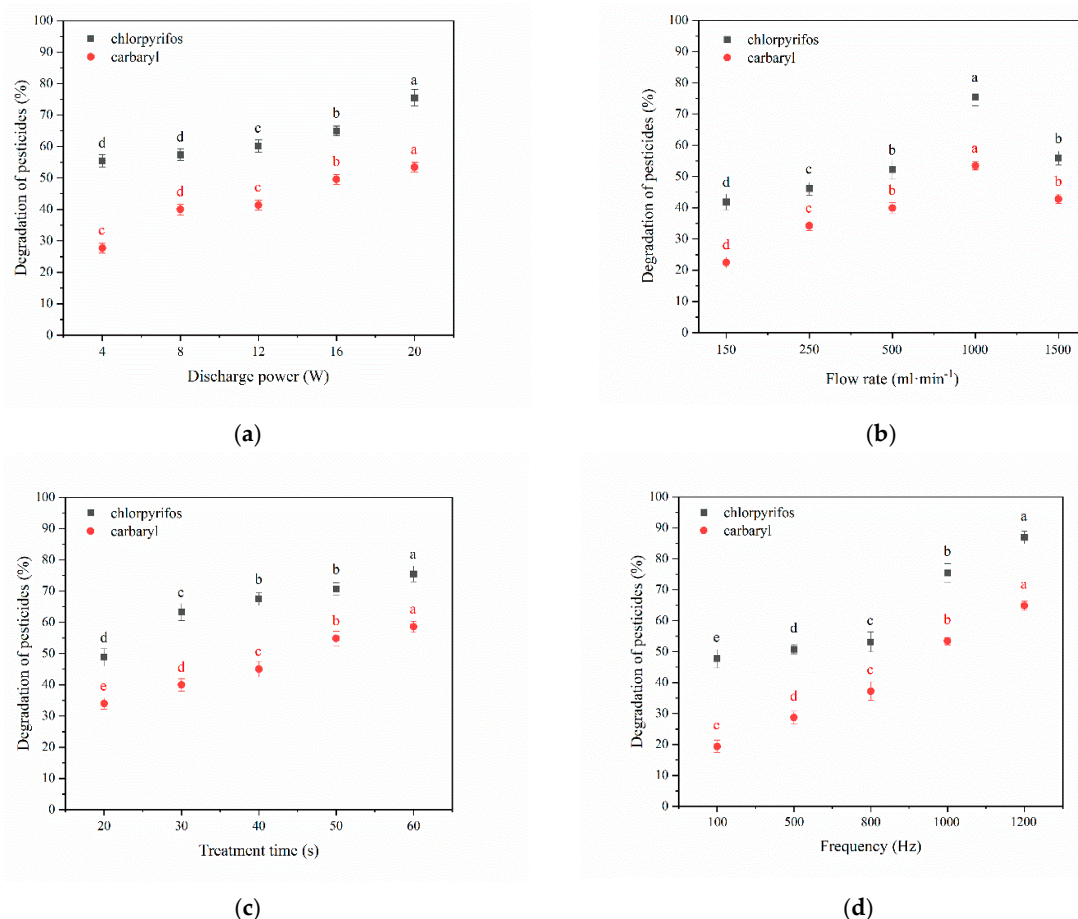 100
90
80
70
60
50
40
30
20
10
0
Degradation of pesticides (%)
chlorpyrifos
carbaryl
d d c b a
c d c b a
4 8 12 16 20
Discharge power (W)
(a)
100
90
80
70
60
50
40
30
20
10
0
Degradation of pesticides (%)
chlorpyrifos
carbaryl
d c b a b
d c b a b
150 250 500 1000 1500
Flow rate (ml·min⁻¹)
(b)
100
90
80
70
60
50
40
30
20
10
0
Degradation of pesticides (%)
chlorpyrifos
carbaryl
d c b b a
e d c b a
20 30 40 50 60
Treatment time (s)
(c)
100
90
80
70
60
50
40
30
20
10
0
Degradation of pesticides (%)
chlorpyrifos
carbaryl
e d c b a
c d c b a
100 500 800 1000 1200
Frequency (Hz)
(d)